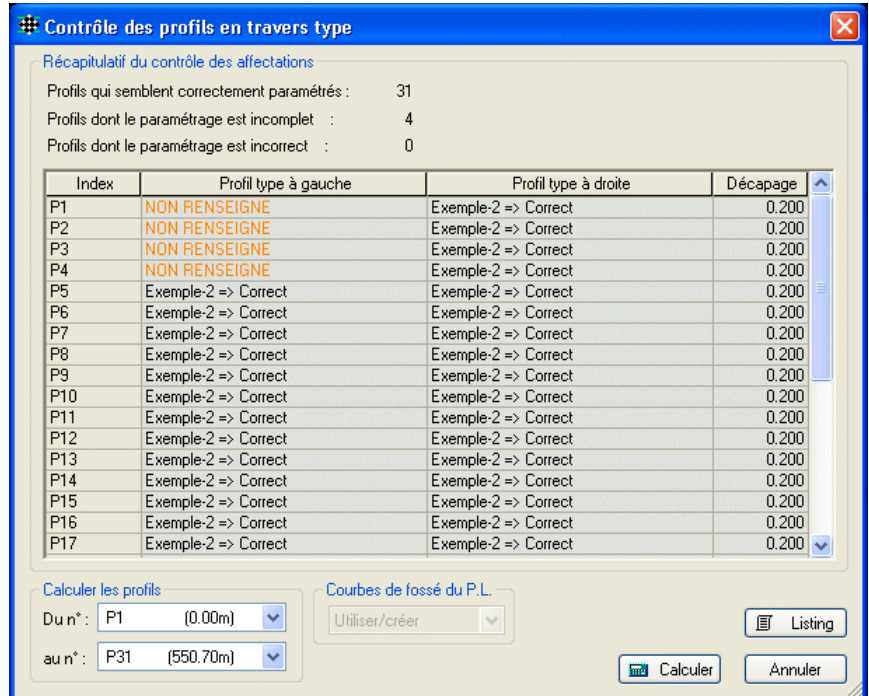 Contrôle des profils en travers type
Récapitulatif du contrôle des affectations
Profils qui semblent correctement paramétrés : 31
Profils dont le paramétrage est incomplet : 4
Profils dont le paramétrage est incorrect : 0
Index Profil type à gauche Profil type à droite Décapage
P1 NON RENSEIGNE Exemple-2 => Correct 0.200
P2 NON RENSEIGNE Exemple-2 => Correct 0.200
P3 NON RENSEIGNE Exemple-2 => Correct 0.200
P4 NON RENSEIGNE Exemple-2 => Correct 0.200
P5 Exemple-2 => Correct Exemple-2 => Correct 0.200
P6 Exemple-2 => Correct Exemple-2 => Correct 0.200
P7 Exemple-2 => Correct Exemple-2 => Correct 0.200
P8 Exemple-2 => Correct Exemple-2 => Correct 0.200
P9 Exemple-2 => Correct Exemple-2 => Correct 0.200
P10 Exemple-2 => Correct Exemple-2 => Correct 0.200
P11 Exemple-2 => Correct Exemple-2 => Correct 0.200
P12 Exemple-2 => Correct Exemple-2 => Correct 0.200
P13 Exemple-2 => Correct Exemple-2 => Correct 0.200
P14 Exemple-2 => Correct Exemple-2 => Correct 0.200
P15 Exemple-2 => Correct Exemple-2 => Correct 0.200
P16 Exemple-2 => Correct Exemple-2 => Correct 0.200
P17 Exemple-2 => Correct Exemple-2 => Correct 0.200
Calculer les profils
Du n° : P1 (0.00m)
au n° : P31 (550.70m)
Courbes de fossé du P.L.
Utiliser/créer
Listing
Calculer
Annuler